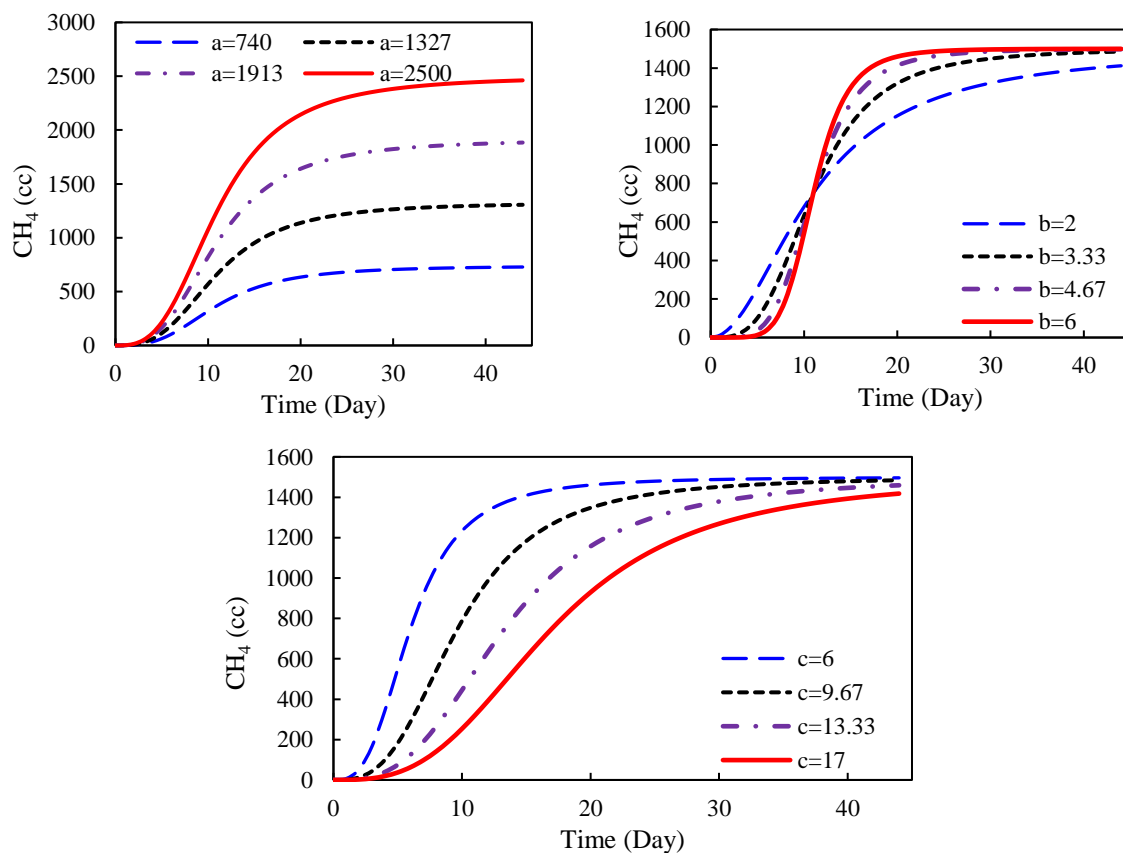 3000
2500
2000
1500
1000
500
0
CH4 (cc)
a=740 a=1327
a=1913 a=2500
0 10 20 30 40
Time (Day)
1600
1400
1200
1000
800
600
400
200
0
CH4 (cc)
b=2
b=3.33
b=4.67
b=6
0 10 20 30 40
Time (Day)
1600
1400
1200
1000
800
600
400
200
0
CH4 (cc)
c=6
c=9.67
c=13.33
c=17
0 10 20 30 40
Time (Day)